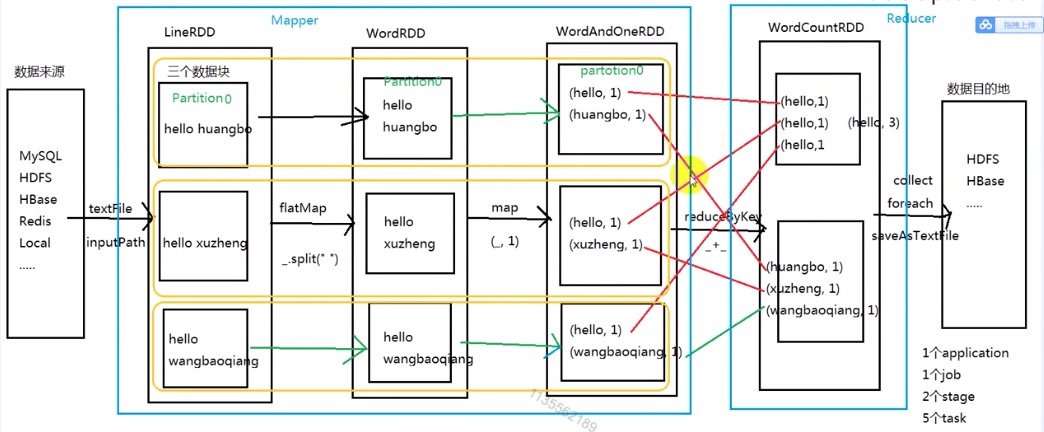 Mapper
Reducer
拖拽上传
LineRDD
WordRDD
WordAndOneRDD
WordCountRDD
数据来源
MySQL
HDFS
HBase
Redis
Local
.....
textFile
inputPath
三个数据块
Partition0
hello huangbo
hello xuzheng
hello
wangbaoqiang
flatMap
_.split(" ")
Partition0
hello
huangbo
hello
xuzheng
hello
wangbaoqiang
map
(_, 1)
partotion0
(hello, 1)
(huangbo, 1)
(hello, 1)
(xuzheng, 1)
(hello, 1)
(wangbaoqiang, 1)
reduceByKey
_+_
(hello,1)
(hello,1)
(hello,1
(hello, 3)
(huangbo, 1)
(xuzheng, 1)
(wangbaoqiang, 1)
collect
foreach
saveAsTextFile
数据目的地
HDFS
HBase
.....
1个application
1个job
2个stage
5个task
1135562189